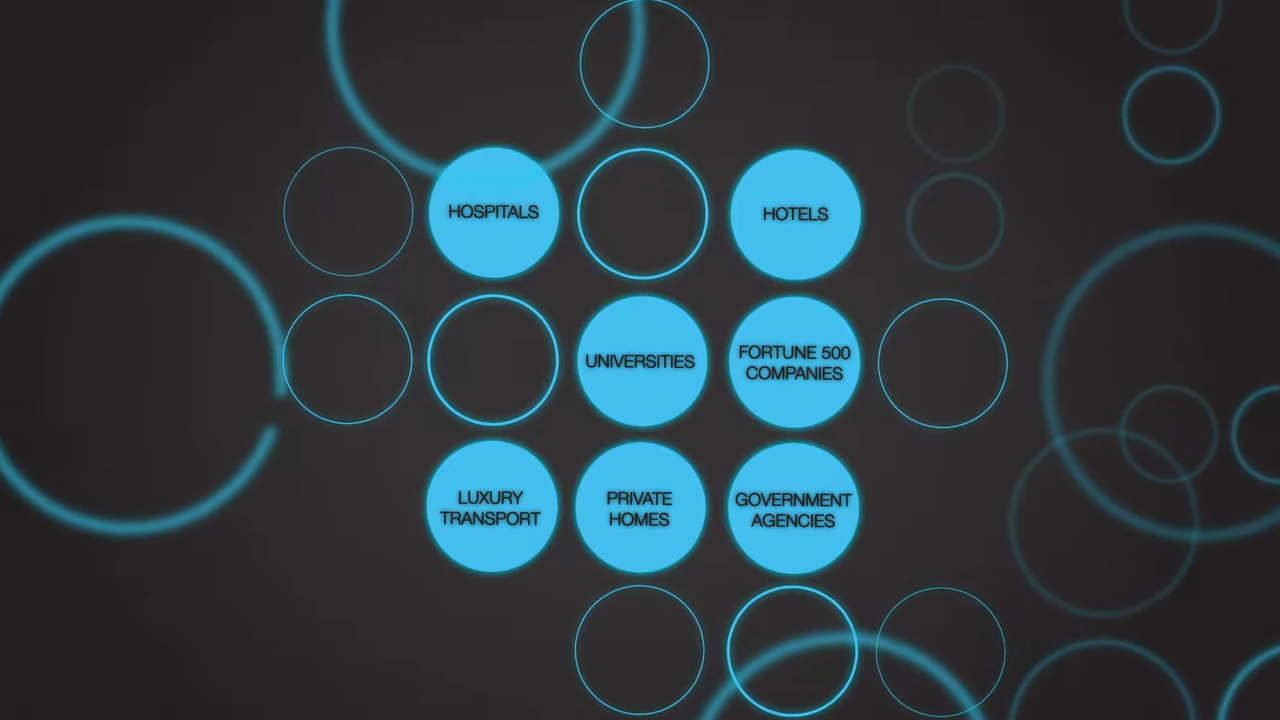 HOSPITALS
HOTELS
UNIVERSITIES
FORTUNE 500
COMPANIES
LUXURY
TRANSPORT
PRIVATE
HOMES
GOVERNMENT
AGENCIES